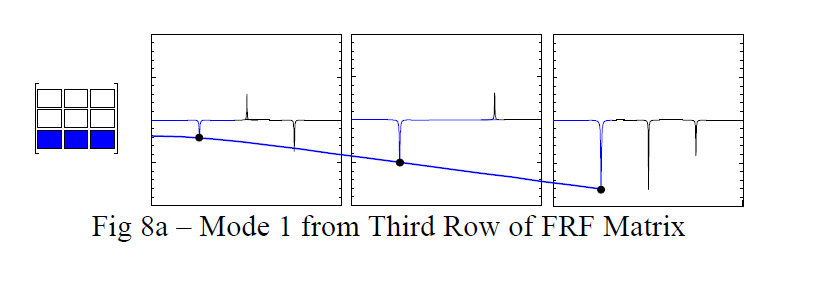 Fig 8a – Mode 1 from Third Row of FRF Matrix